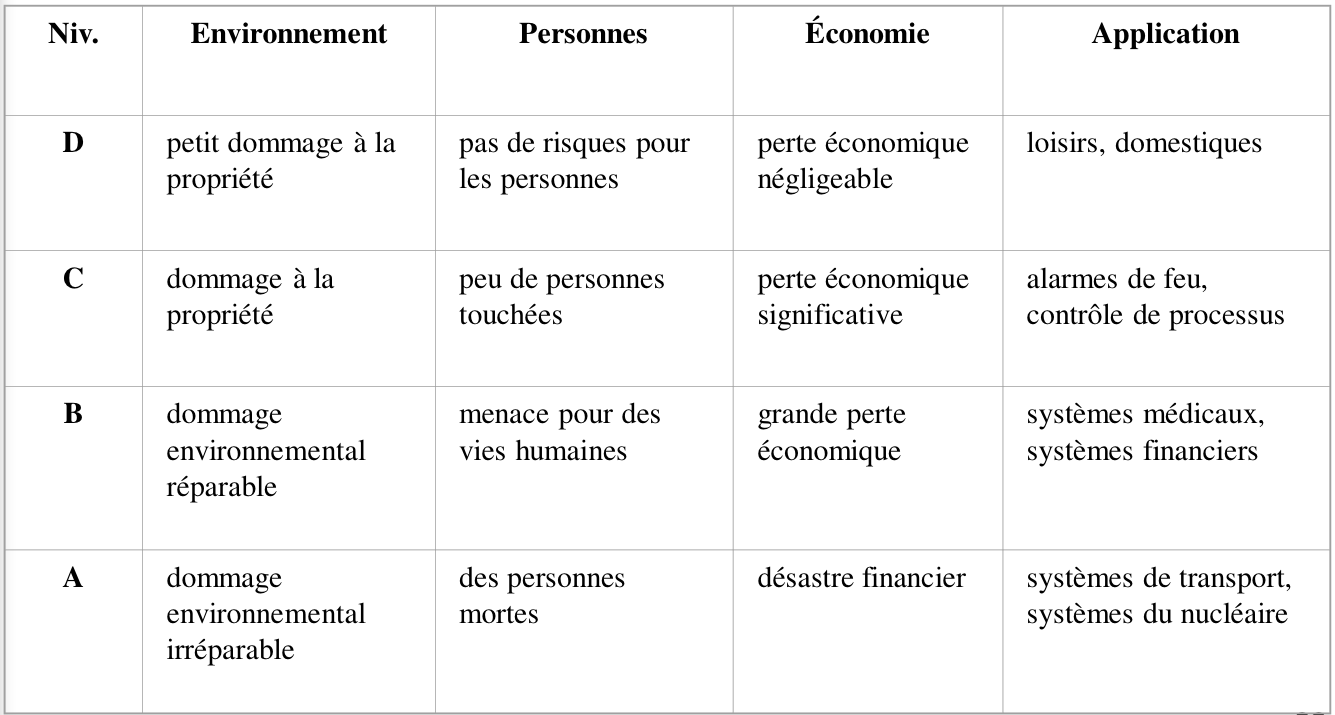 Niv. Environnement Personnes Économie Application
D petit dommage à la pas de risques pour perte économique loisirs, domestiques
propriété les personnes négligeable
C dommage à la peu de personnes perte économique alarmes de feu,
propriété touchées significative contrôle de processus
B dommage menace pour des grande perte systèmes médicaux,
environnemental vies humaines économique systèmes financiers
réparable
A dommage des personnes désastre financier systèmes de transport,
environnemental mortes systèmes du nucléaire
irréparable